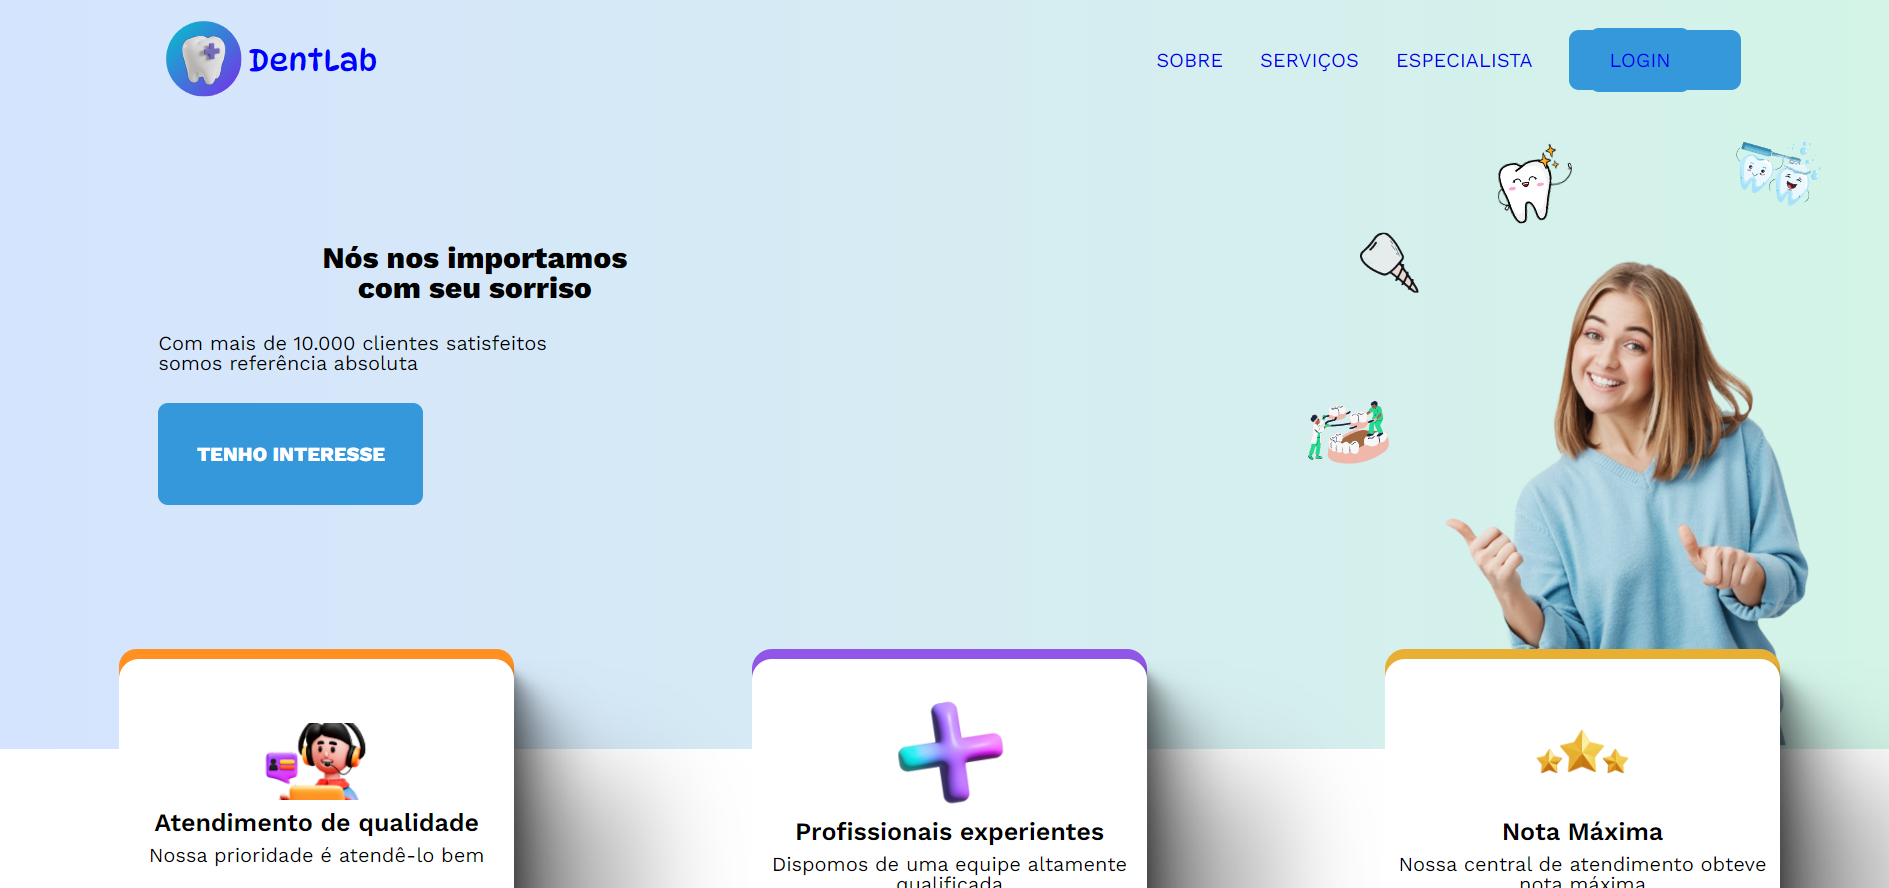 DentLab
SOBRE SERVIÇOS ESPECIALISTA LOGIN
Nós nos importamos
com seu sorriso
Com mais de 10.000 clientes satisfeitos
somos referência absoluta
TENHO INTERESSE
Atendimento de qualidade
Nossa prioridade é atendê-lo bem
Profissionais experientes
Dispomos de uma equipe altamente
qualificada
Nota Máxima
Nossa central de atendimento obteve
nota máxima